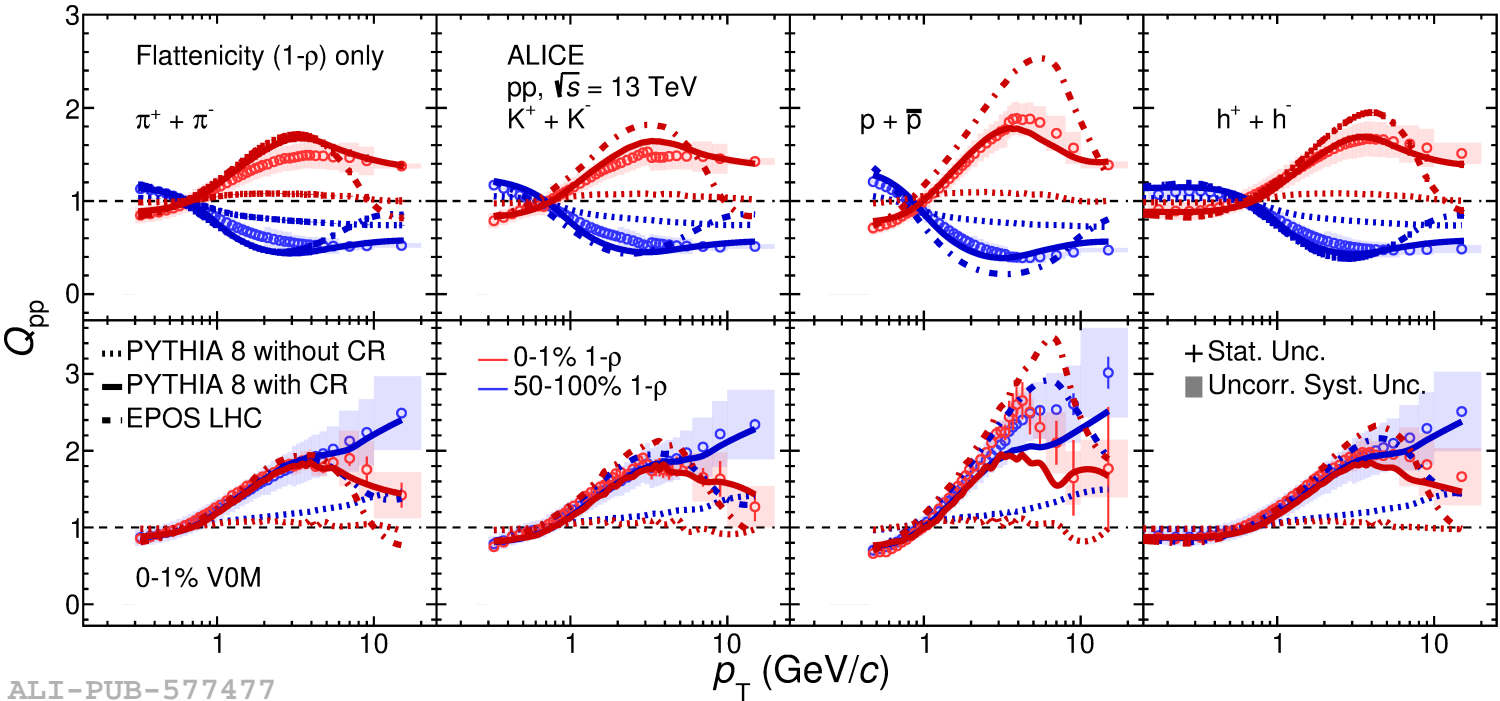 3
2
1
0
Flattenicity (1-ρ) only
π⁺ + π⁻
ALICE
pp, √s = 13 TeV
K⁺ + K⁻
p + p̅
h⁺ + h⁻
Q_pp
3
2
1
0
PYTHIA 8 without CR
PYTHIA 8 with CR
EPOS LHC
0-1% V0M
0-1% 1-ρ
50-100% 1-ρ
Stat. Unc.
Uncorr. Syst. Unc.
1 10 1 10 1 10 1 10
p_T (GeV/c)
ALI-PUB-577477